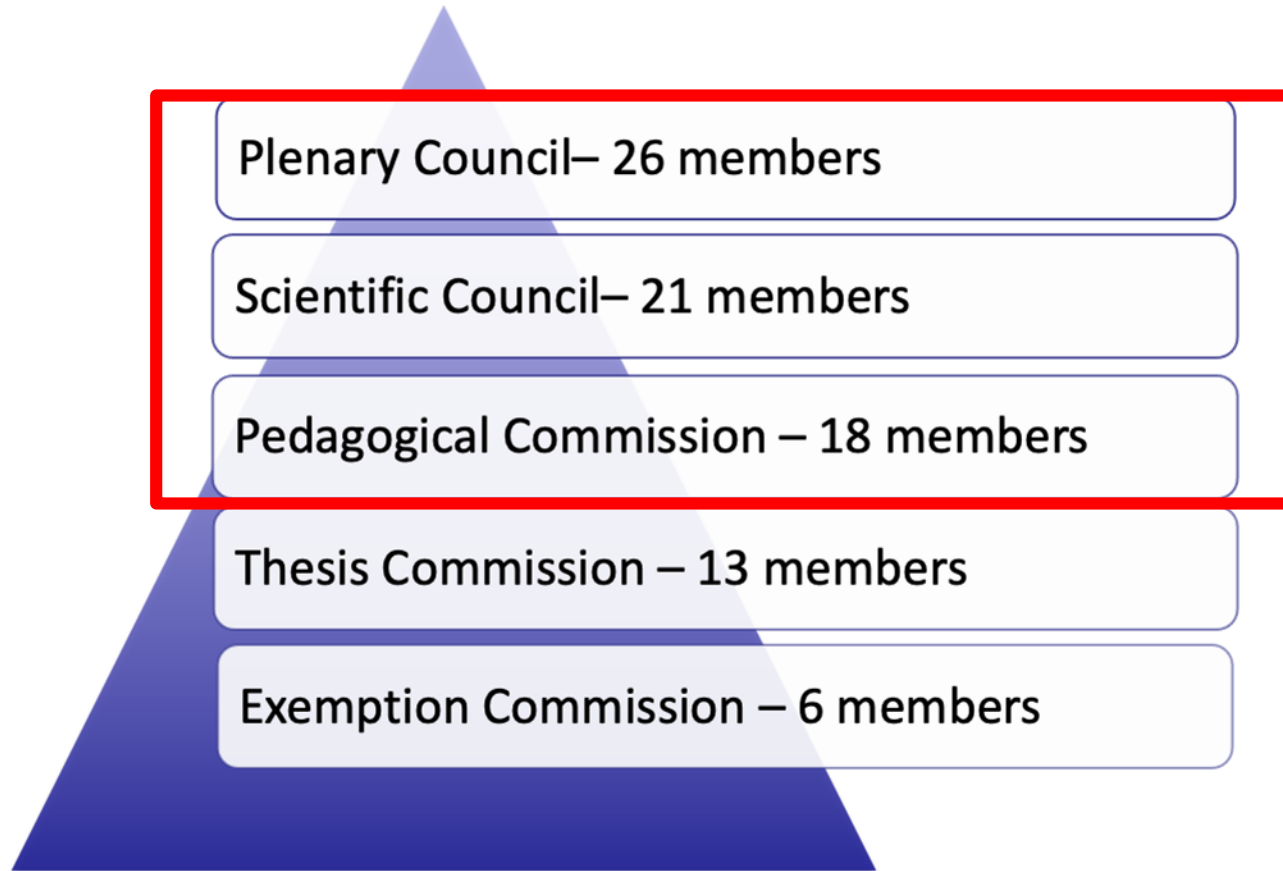 Plenary Council– 26 members
Scientific Council– 21 members
Pedagogical Commission – 18 members
Thesis Commission – 13 members
Exemption Commission – 6 members